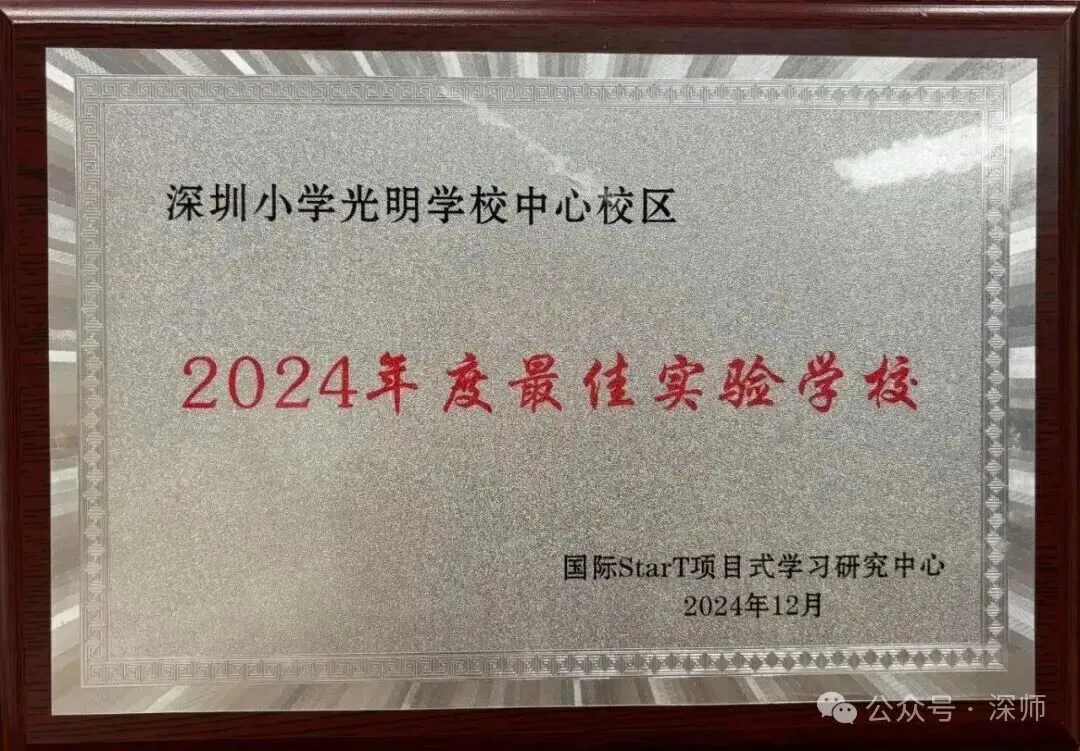 深圳小学光明学校中心校区
2024年度最佳实验学校
国际StarT项目式学习研究中心
2024年12月
公众号·深师